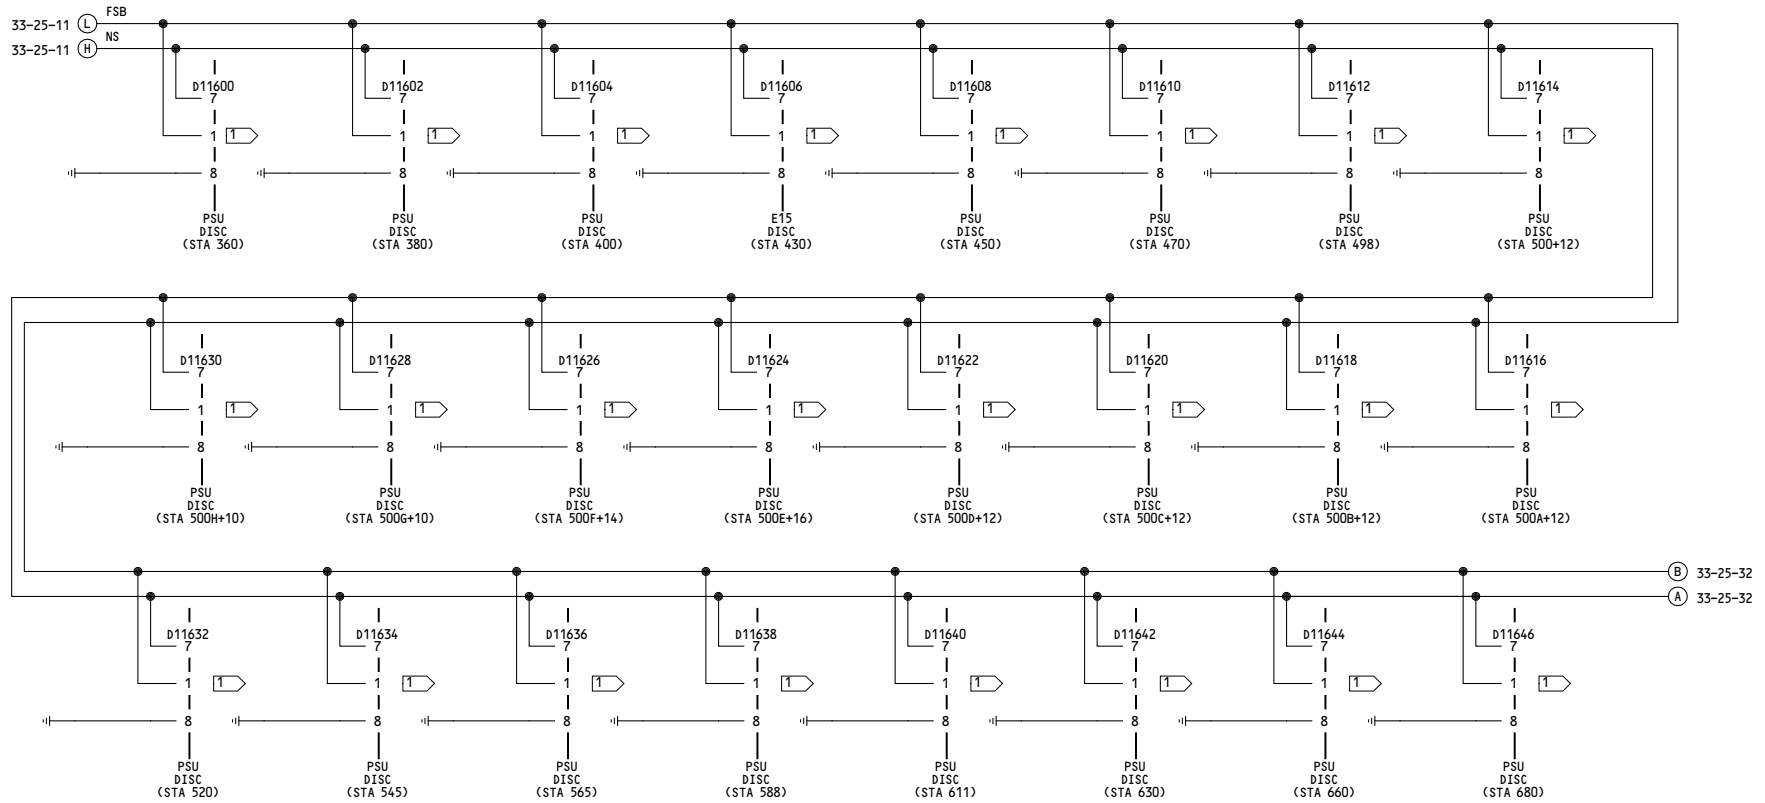 33-25-11 L FSB
33-25-11 H NS
D11600 D11602 D11604 D11606 D11608 D11610 D11612 D11614
7 7 7 7 7 7 7 7
1 1 1 1 1 1 1 1 1 1 1 1 1 1 1 1
8 8 8 8 8 8 8 8
PSU PSU PSU E15 PSU PSU PSU PSU
DISC DISC DISC DISC DISC DISC DISC DISC
(STA 360) (STA 380) (STA 400) (STA 430) (STA 450) (STA 470) (STA 498) (STA 500+12)
D11630 D11628 D11626 D11624 D11622 D11620 D11618 D11616
7 7 7 7 7 7 7 7
1 1 1 1 1 1 1 1 1 1 1 1 1 1 1 1
8 8 8 8 8 8 8 8
PSU PSU PSU PSU PSU PSU PSU PSU
DISC DISC DISC DISC DISC DISC DISC DISC
(STA 500H+10) (STA 500G+10) (STA 500F+14) (STA 500E+16) (STA 500D+12) (STA 500C+12) (STA 500B+12) (STA 500A+12)
B 33-25-32
A 33-25-32
D11632 D11634 D11636 D11638 D11640 D11642 D11644 D11646
7 7 7 7 7 7 7 7
1 1 1 1 1 1 1 1 1 1 1 1 1 1 1 1
8 8 8 8 8 8 8 8
PSU PSU PSU PSU PSU PSU PSU PSU
DISC DISC DISC DISC DISC DISC DISC DISC
(STA 520) (STA 545) (STA 565) (STA 588) (STA 611) (STA 630) (STA 660) (STA 680)